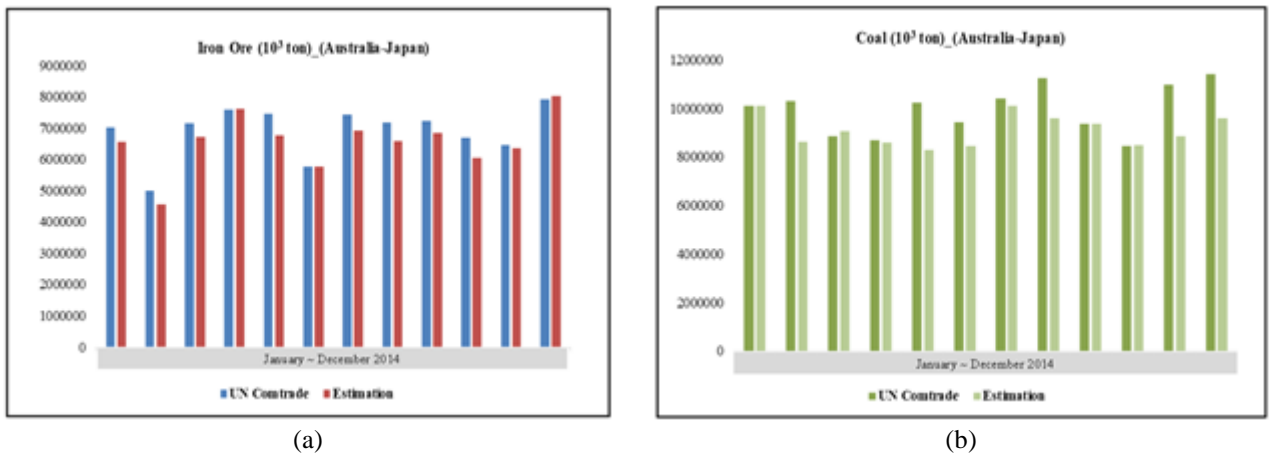 Iron Ore (10³ ton)_(Australia-Japan)
9000000
8000000
7000000
6000000
5000000
4000000
3000000
2000000
1000000
0
January ~ December 2014
UN Comtrade Estimation
(a)
Coal (10³ ton)_(Australia-Japan)
12000000
10000000
8000000
6000000
4000000
2000000
0
January ~ December 2014
UN Comtrade Estimation
(b)